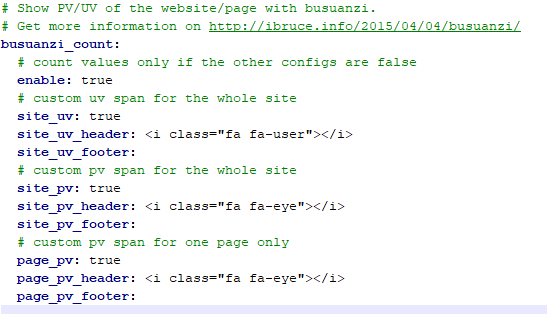 # Show PV/UV of the website/page with busuanzi.
# Get more information on http://ibruce.info/2015/04/04/busuanzi/
busuanzi_count:
  # count values only if the other configs are false
  enable: true
  # custom uv span for the whole site
  site_uv: true
  site_uv_header: <i class="fa fa-user"></i>
  site_uv_footer:
  # custom pv span for the whole site
  site_pv: true
  site_pv_header: <i class="fa fa-eye"></i>
  site_pv_footer:
  # custom pv span for one page only
  page_pv: true
  page_pv_header: <i class="fa fa-eye"></i>
  page_pv_footer: